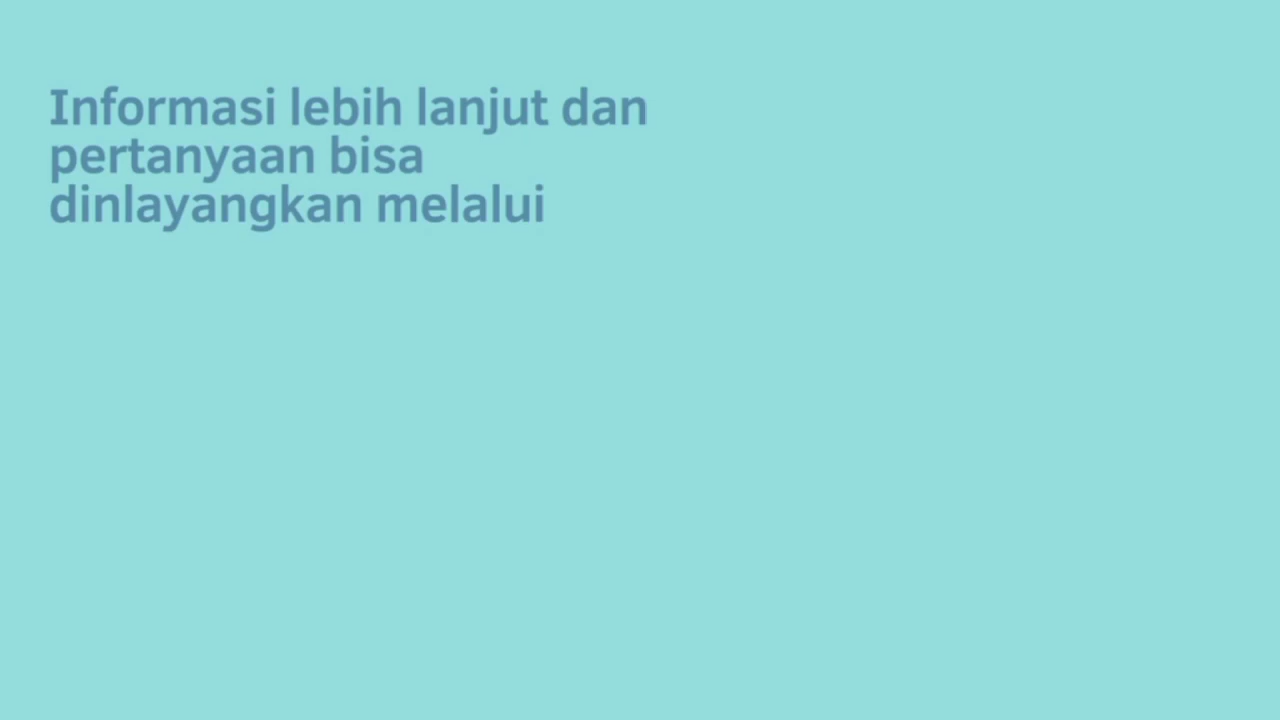 Informasi lebih lanjut dan
pertanyaan bisa
dinlayangkan melalui